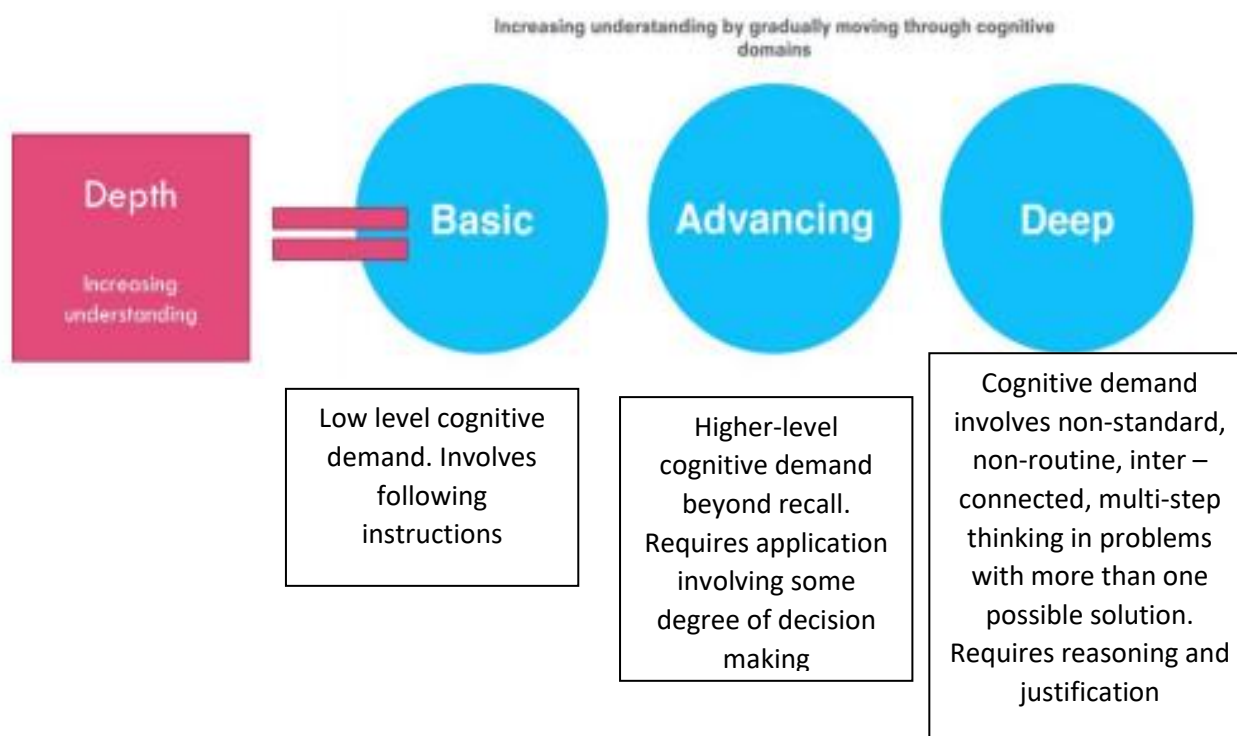 Increasing understanding by gradually moving through cognitive
domains
Depth
Increasing
understanding
Basic
Advancing
Deep
Low level cognitive
demand. Involves
following
instructions
Higher-level
cognitive demand
beyond recall.
Requires application
involving some
degree of decision
making
Cognitive demand
involves non-standard,
non-routine, inter –
connected, multi-step
thinking in problems
with more than one
possible solution.
Requires reasoning and
justification